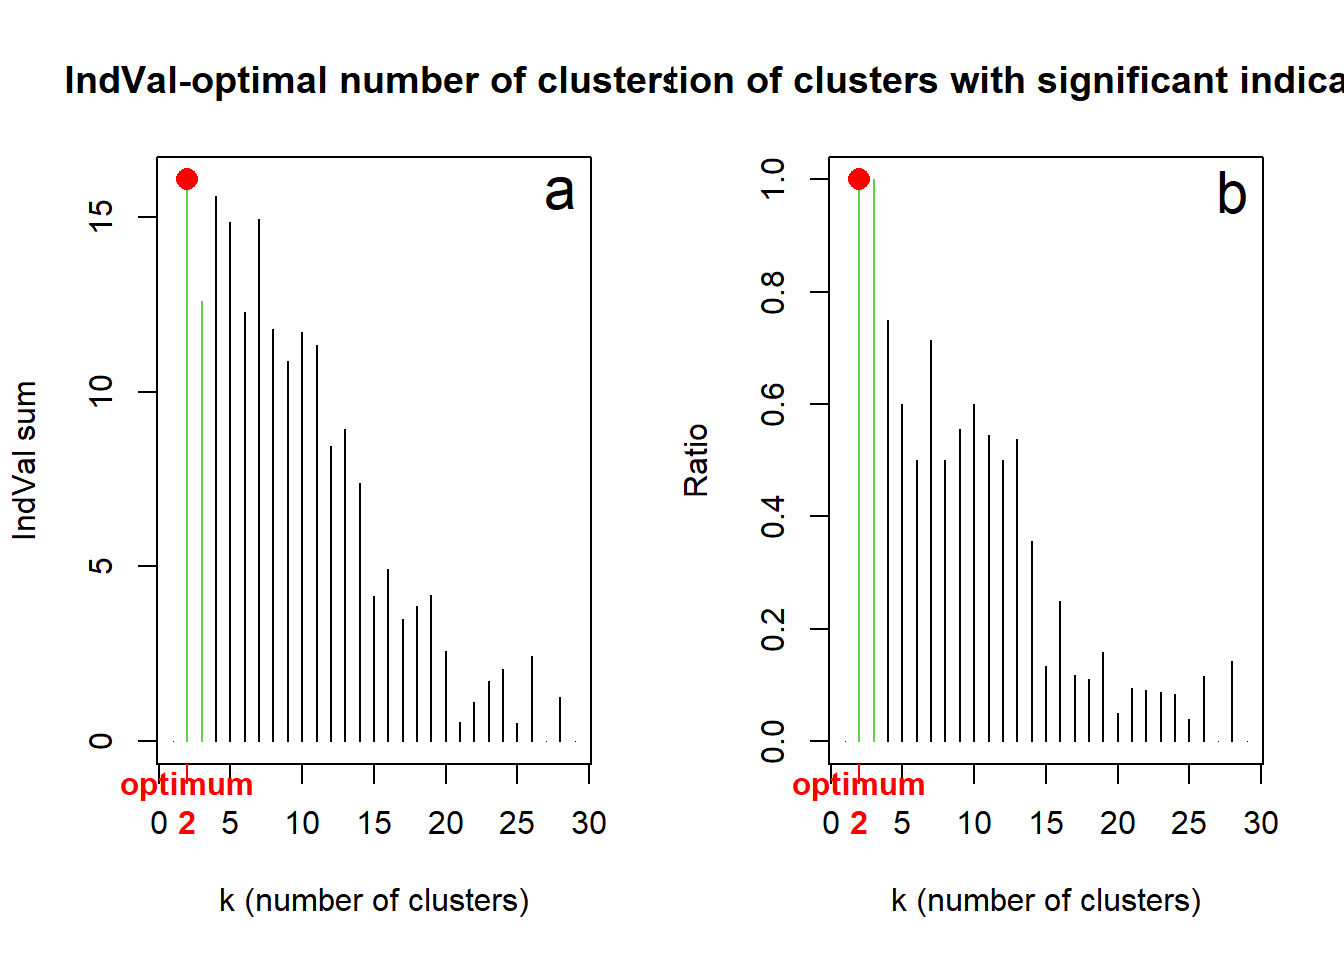 IndVal-optimal number of clusters
tion of clusters with significant indica
a
IndVal sum
15
10
5
0
optimum
0 2 5 10 15 20 25 30
k (number of clusters)
b
Ratio
1.0
0.8
0.6
0.4
0.2
0.0
optimum
0 2 5 10 15 20 25 30
k (number of clusters)